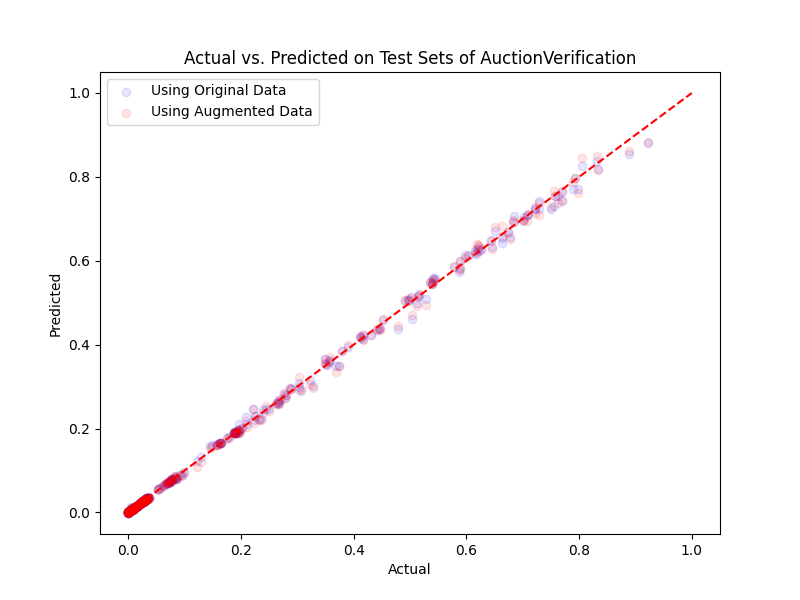 Actual vs. Predicted on Test Sets of AuctionVerification
Using Original Data
Using Augmented Data
1.0
0.8
0.6
0.4
0.2
0.0
Predicted
0.0 0.2 0.4 0.6 0.8 1.0
Actual